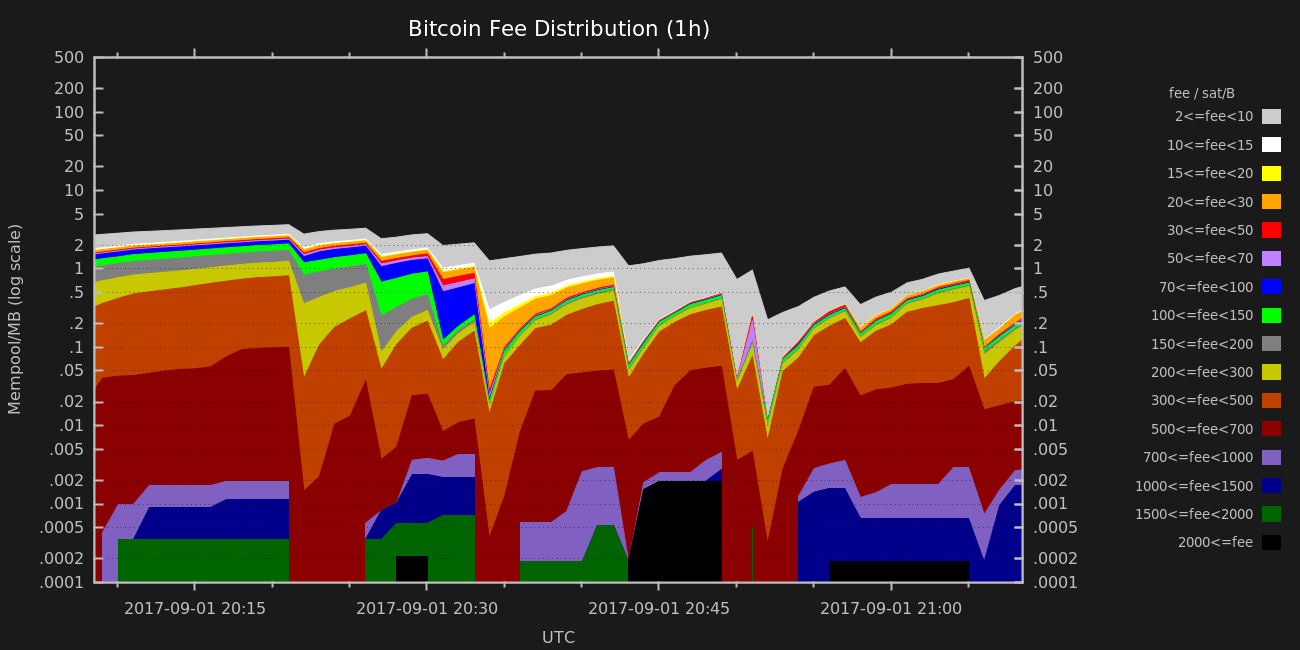 Bitcoin Fee Distribution (1h)
500 500
200 200
100 100
50 50
20 20
10 10
5 5
2 2
1 1
.5 .5
.2 .2
.1 .1
.05 .05
.02 .02
.01 .01
.005 .005
.002 .002
.001 .001
.0005 .0005
.0002 .0002
.0001 .0001
Mempool/MB (log scale)
2017-09-01 20:15 2017-09-01 20:30 2017-09-01 20:45 2017-09-01 21:00
UTC
fee / sat/B
2<=fee<10
10<=fee<15
15<=fee<20
20<=fee<30
30<=fee<50
50<=fee<70
70<=fee<100
100<=fee<150
150<=fee<200
200<=fee<300
300<=fee<500
500<=fee<700
700<=fee<1000
1000<=fee<1500
1500<=fee<2000
2000<=fee